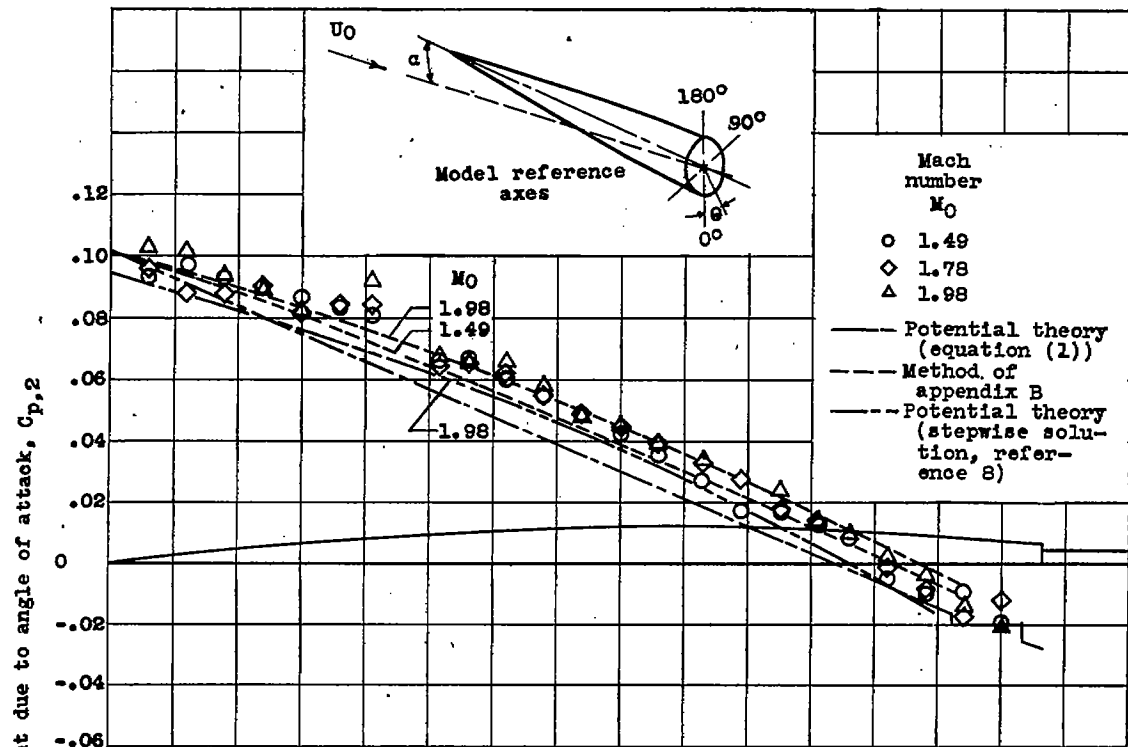 U0
α
180°
90°
Model reference
axes
θ
0°
Mach
number
M0
1.49
1.78
1.98
Potential theory
(equation (1))
Method of
appendix B
Potential theory
(stepwise solu-
tion, refer-
ence 8)
M0
1.98
1.49
1.98
.12
.10
.08
.06
.04
.02
0
-.02
-.04
-.06
t due to angle of attack, Cp,2